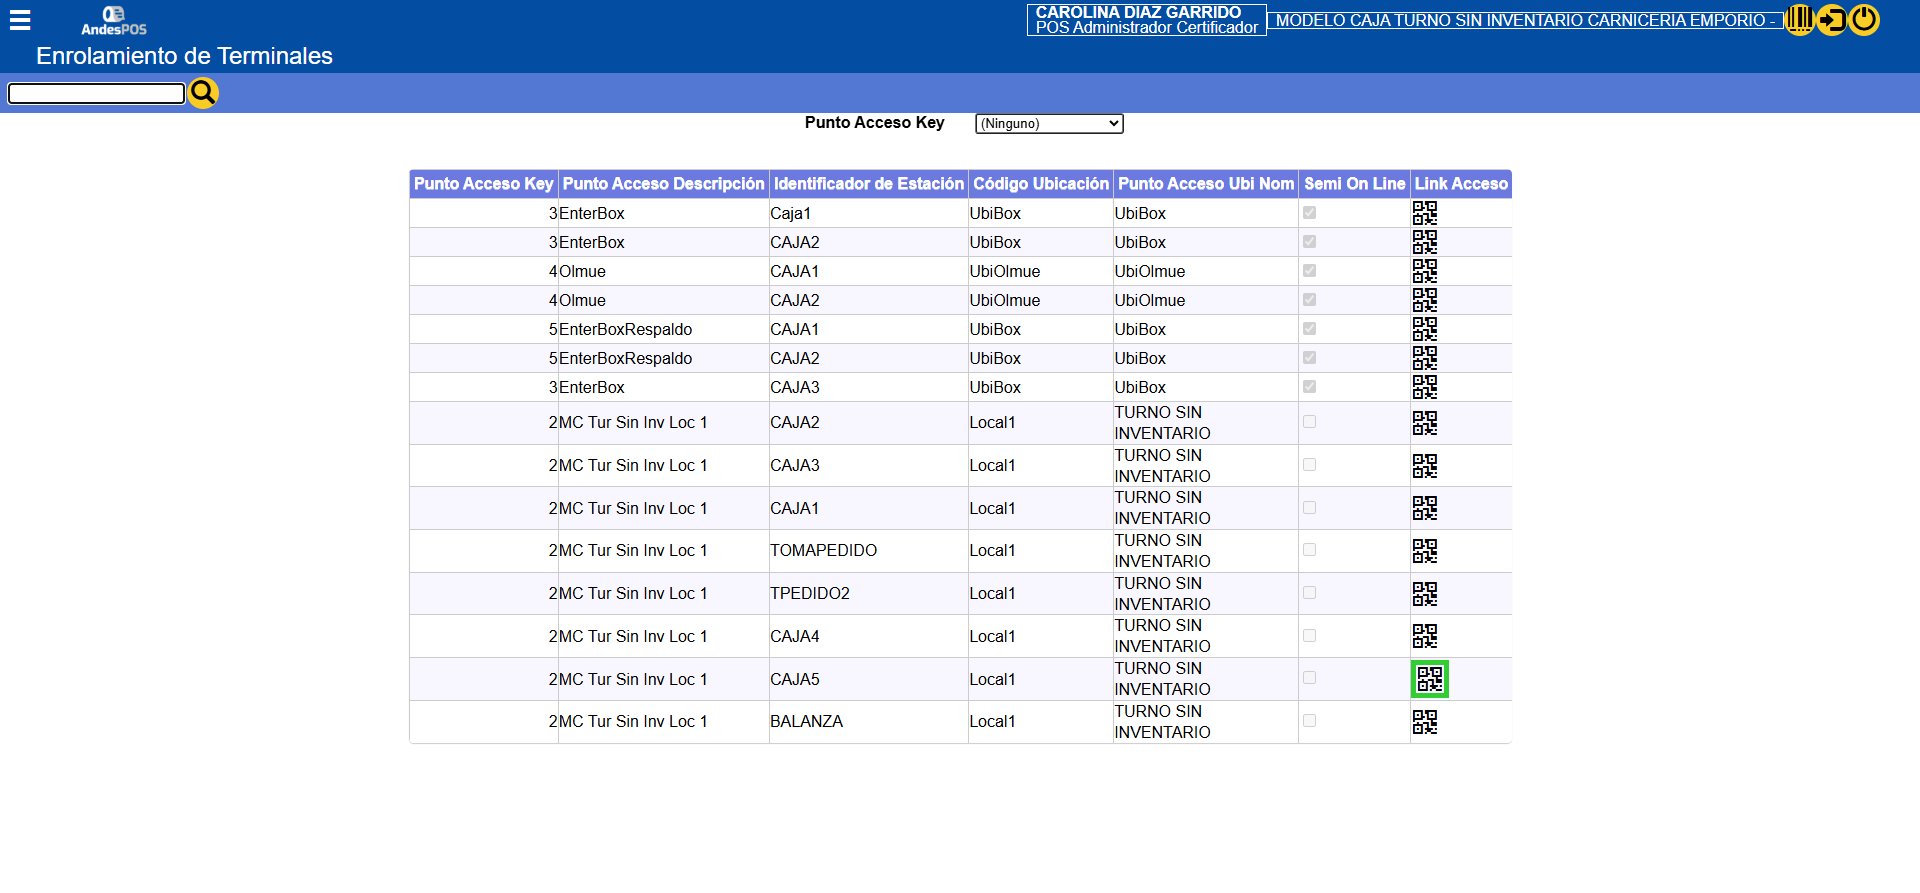 AndesPOS
CAROLINA DIAZ GARRIDO
POS Administrador Certificador
MODELO CAJA TURNO SIN INVENTARIO CARNICERIA EMPORIO -
Enrolamiento de Terminales
Punto Acceso Key (Ninguno)
Punto Acceso Key Punto Acceso Descripción Identificador de Estación Código Ubicación Punto Acceso Ubi Nom Semi On Line Link Acceso
3 EnterBox Caja1 UbiBox UbiBox
3 EnterBox CAJA2 UbiBox UbiBox
4 Olmue CAJA1 UbiOlmue UbiOlmue
4 Olmue CAJA2 UbiOlmue UbiOlmue
5 EnterBoxRespaldo CAJA1 UbiBox UbiBox
5 EnterBoxRespaldo CAJA2 UbiBox UbiBox
3 EnterBox CAJA3 UbiBox UbiBox
2 MC Tur Sin Inv Loc 1 CAJA2 Local1 TURNO SIN
INVENTARIO
2 MC Tur Sin Inv Loc 1 CAJA3 Local1 TURNO SIN
INVENTARIO
2 MC Tur Sin Inv Loc 1 CAJA1 Local1 TURNO SIN
INVENTARIO
2 MC Tur Sin Inv Loc 1 TOMAPEDIDO Local1 TURNO SIN
INVENTARIO
2 MC Tur Sin Inv Loc 1 TPEDIDO2 Local1 TURNO SIN
INVENTARIO
2 MC Tur Sin Inv Loc 1 CAJA4 Local1 TURNO SIN
INVENTARIO
2 MC Tur Sin Inv Loc 1 CAJA5 Local1 TURNO SIN
INVENTARIO
2 MC Tur Sin Inv Loc 1 BALANZA Local1 TURNO SIN
INVENTARIO